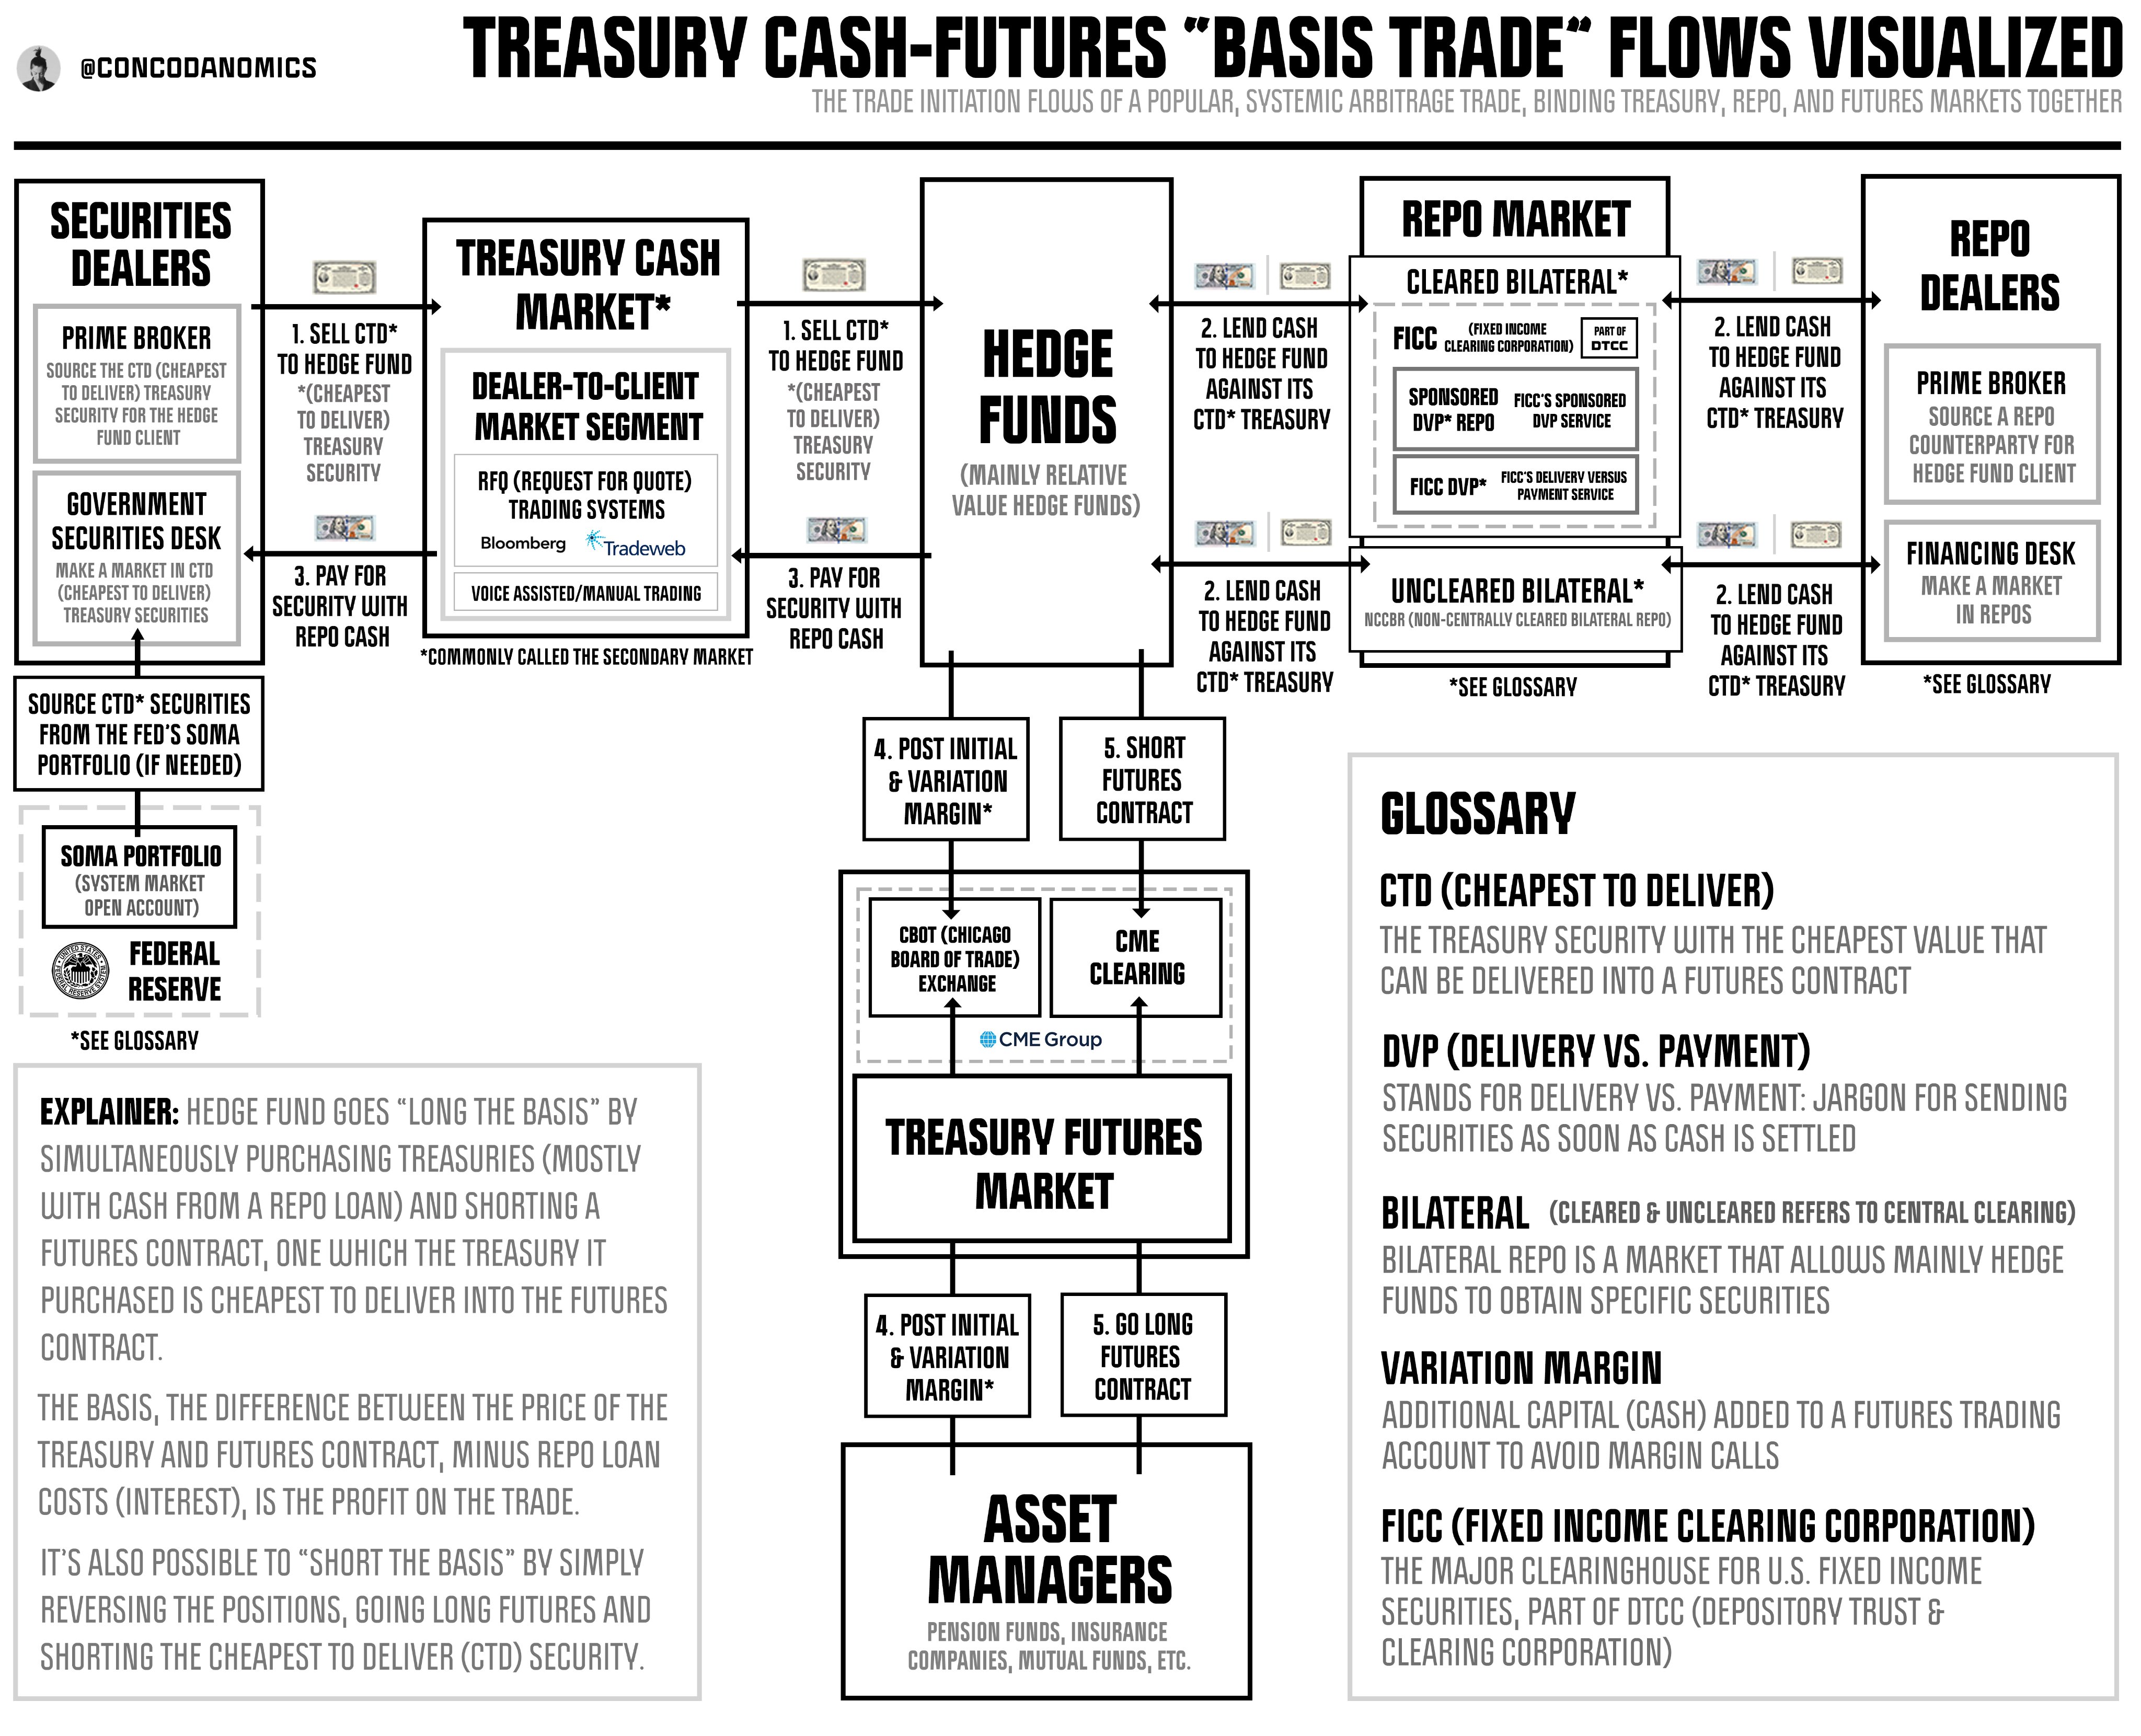 @CONCODANOMICS
TREASURY CASH-FUTURES “BASIS TRADE” FLOWS VISUALIZED
THE TRADE INITIATION FLOWS OF A POPULAR, SYSTEMIC ARBITRAGE TRADE, BINDING TREASURY, REPO, AND FUTURES MARKETS TOGETHER
SECURITIES
DEALERS
PRIME BROKER
SOURCE THE CTD (CHEAPEST
TO DELIVER) TREASURY
SECURITY FOR THE HEDGE
FUND CLIENT
GOVERNMENT
SECURITIES DESK
MAKE A MARKET IN CTD
(CHEAPEST TO DELIVER)
TREASURY SECURITIES
1. SELL CTD*
TO HEDGE FUND
*(CHEAPEST
TO DELIVER)
TREASURY
SECURITY
3. PAY FOR
SECURITY WITH
REPO CASH
TREASURY CASH
MARKET*
DEALER-TO-CLIENT
MARKET SEGMENT
RFQ (REQUEST FOR QUOTE)
TRADING SYSTEMS
Bloomberg
Tradeweb
VOICE ASSISTED/MANUAL TRADING
*COMMONLY CALLED THE SECONDARY MARKET
1. SELL CTD*
TO HEDGE FUND
*(CHEAPEST
TO DELIVER)
TREASURY
SECURITY
3. PAY FOR
SECURITY WITH
REPO CASH
HEDGE
FUNDS
(MAINLY RELATIVE
VALUE HEDGE FUNDS)
2. LEND CASH
TO HEDGE FUND
AGAINST ITS
CTD* TREASURY
2. LEND CASH
TO HEDGE FUND
AGAINST ITS
CTD* TREASURY
REPO MARKET
CLEARED BILATERAL*
FICC
(FIXED INCOME
CLEARING CORPORATION)
PART OF
DTCC
SPONSORED
DVP* REPO
FICC'S SPONSORED
DVP SERVICE
FICC DVP*
FICC'S DELIVERY VERSUS
PAYMENT SERVICE
UNCLEARED BILATERAL*
NCCBR (NON-CENTRALLY CLEARED BILATERAL REPO)
*SEE GLOSSARY
2. LEND CASH
TO HEDGE FUND
AGAINST ITS
CTD* TREASURY
2. LEND CASH
TO HEDGE FUND
AGAINST ITS
CTD* TREASURY
REPO
DEALERS
PRIME BROKER
SOURCE A REPO
COUNTERPARTY FOR
HEDGE FUND CLIENT
FINANCING DESK
MAKE A MARKET
IN REPOS
*SEE GLOSSARY
SOURCE CTD* SECURITIES
FROM THE FED'S SOMA
PORTFOLIO (IF NEEDED)
SOMA PORTFOLIO
(SYSTEM MARKET
OPEN ACCOUNT)
FEDERAL
RESERVE
*SEE GLOSSARY
4. POST INITIAL
& VARIATION
MARGIN*
5. SHORT
FUTURES
CONTRACT
CBOT (CHICAGO
BOARD OF TRADE)
EXCHANGE
CME
CLEARING
CME Group
TREASURY FUTURES
MARKET
4. POST INITIAL
& VARIATION
MARGIN*
5. GO LONG
FUTURES
CONTRACT
ASSET
MANAGERS
PENSION FUNDS, INSURANCE
COMPANIES, MUTUAL FUNDS, ETC.
EXPLAINER: HEDGE FUND GOES “LONG THE BASIS” BY
SIMULTANEOUSLY PURCHASING TREASURIES (MOSTLY
WITH CASH FROM A REPO LOAN) AND SHORTING A
FUTURES CONTRACT, ONE WHICH THE TREASURY IT
PURCHASED IS CHEAPEST TO DELIVER INTO THE FUTURES
CONTRACT.
THE BASIS, THE DIFFERENCE BETWEEN THE PRICE OF THE
TREASURY AND FUTURES CONTRACT, MINUS REPO LOAN
COSTS (INTEREST), IS THE PROFIT ON THE TRADE.
IT'S ALSO POSSIBLE TO “SHORT THE BASIS” BY SIMPLY
REVERSING THE POSITIONS, GOING LONG FUTURES AND
SHORTING THE CHEAPEST TO DELIVER (CTD) SECURITY.
GLOSSARY
CTD (CHEAPEST TO DELIVER)
THE TREASURY SECURITY WITH THE CHEAPEST VALUE THAT
CAN BE DELIVERED INTO A FUTURES CONTRACT
DVP (DELIVERY VS. PAYMENT)
STANDS FOR DELIVERY VS. PAYMENT: JARGON FOR SENDING
SECURITIES AS SOON AS CASH IS SETTLED
BILATERAL (CLEARED & UNCLEARED REFERS TO CENTRAL CLEARING)
BILATERAL REPO IS A MARKET THAT ALLOWS MAINLY HEDGE
FUNDS TO OBTAIN SPECIFIC SECURITIES
VARIATION MARGIN
ADDITIONAL CAPITAL (CASH) ADDED TO A FUTURES TRADING
ACCOUNT TO AVOID MARGIN CALLS
FICC (FIXED INCOME CLEARING CORPORATION)
THE MAJOR CLEARINGHOUSE FOR U.S. FIXED INCOME
SECURITIES, PART OF DTCC (DEPOSITORY TRUST &
CLEARING CORPORATION)